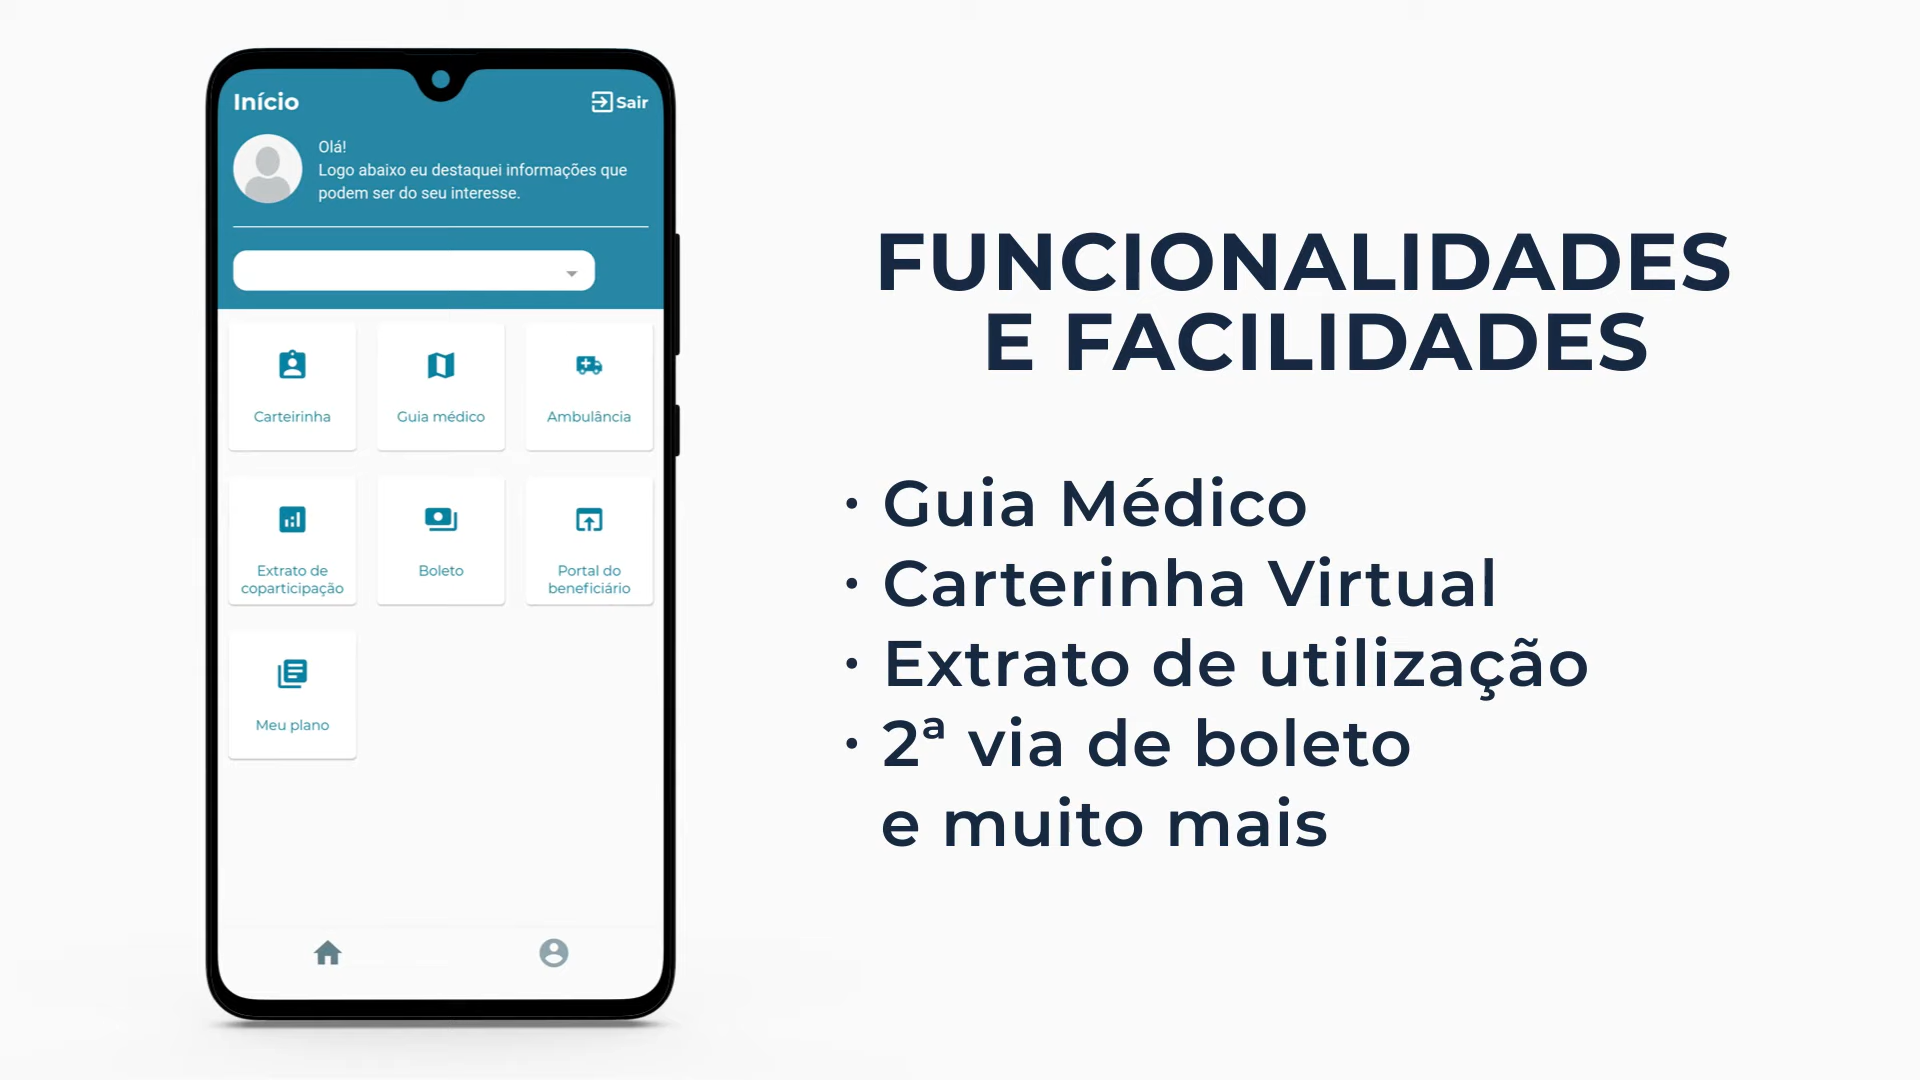 Início
Sair
Olá!
Logo abaixo eu destaquei informações que
podem ser do seu interesse.
Carteirinha
Guia médico
Ambulância
Extrato de
coparticipação
Boleto
Portal do
beneficiário
Meu plano
FUNCIONALIDADES
E FACILIDADES
· Guia Médico
· Carterinha Virtual
· Extrato de utilização
· 2ª via de boleto
e muito mais